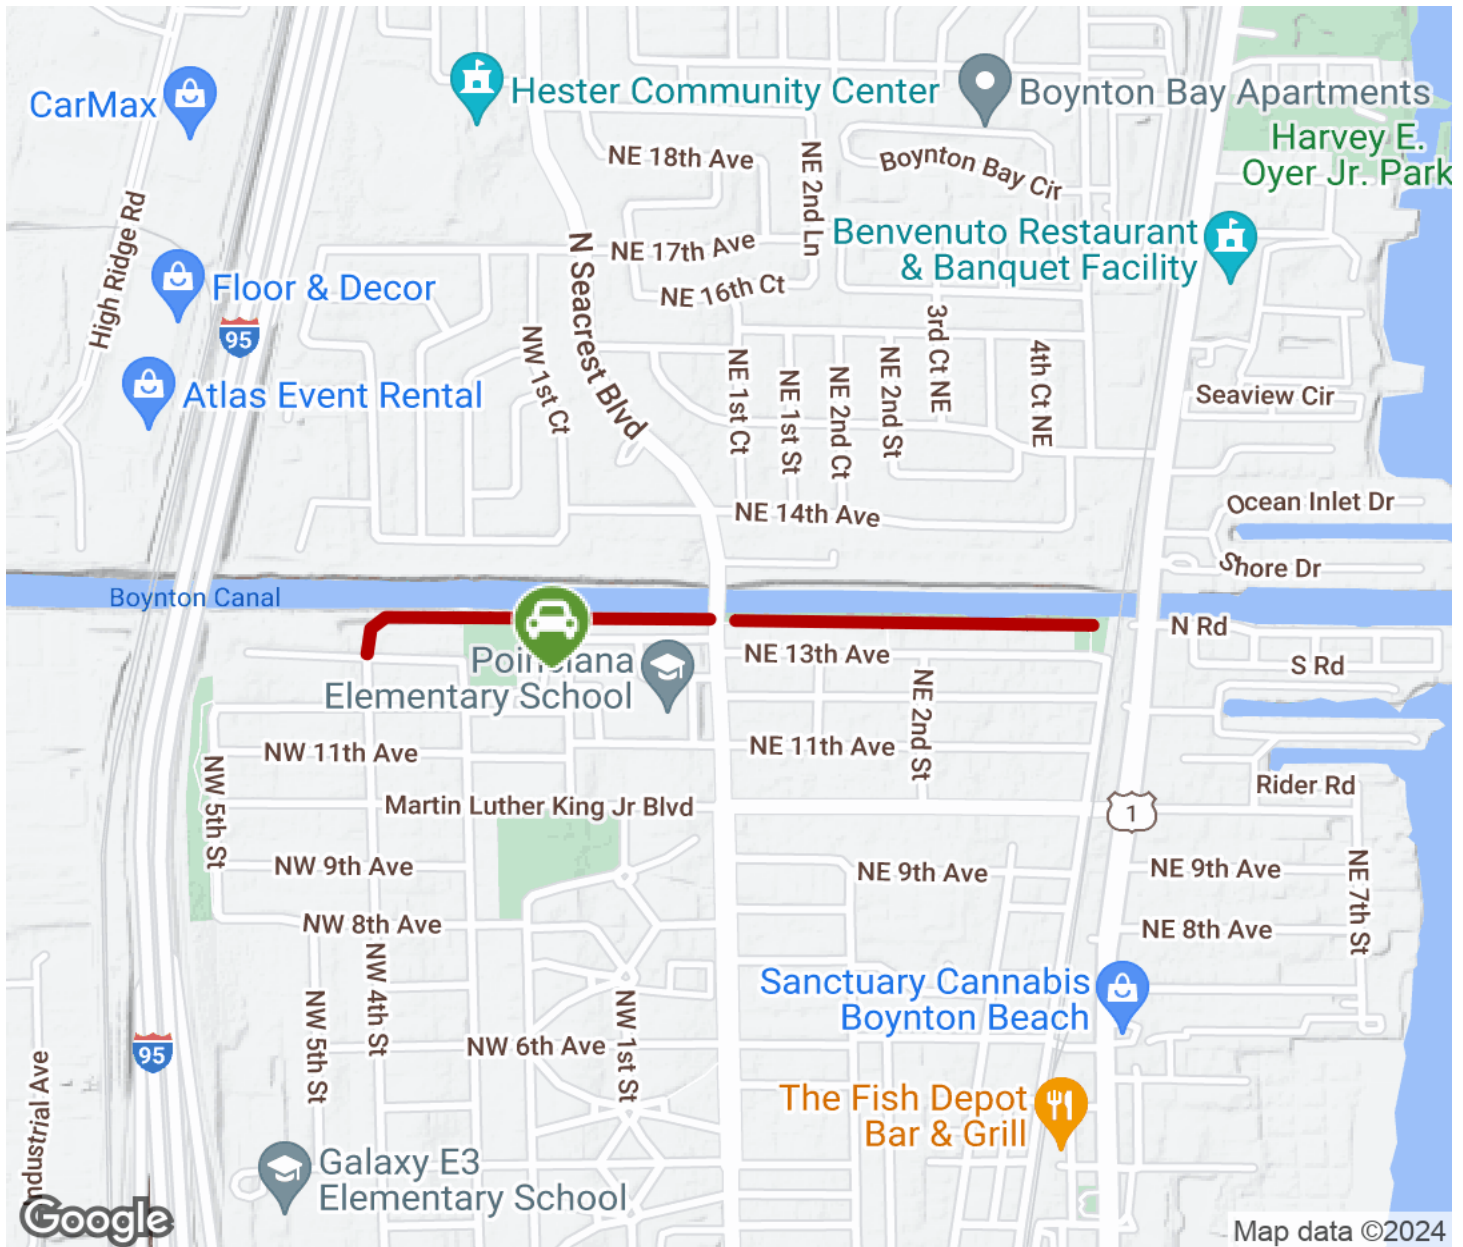 CarMax
Hester Community Center
Boynton Bay Apartments
Harvey E.
Oyer Jr. Park
NE 18th Ave
NE 2nd Ln
Boynton Bay Cir
High Ridge Rd
N Seacrest Blvd
NE 17th Ave
Benvenuto Restaurant
& Banquet Facility
Floor & Decor
NE 16th Ct
95
NW 1st Ct
3rd Ct NE
4th Ct NE
NE 1st Ct
NE 1st St
NE 2nd Ct
NE 2nd St
Atlas Event Rental
Seaview Cir
NE 14th Ave
Ocean Inlet Dr
Shore Dr
Boynton Canal
N Rd
Poinciana
Elementary School
NE 13th Ave
S Rd
NE 2nd St
NW 11th Ave
NE 11th Ave
NW 5th St
Rider Rd
Martin Luther King Jr Blvd
1
NW 9th Ave
NE 9th Ave
NE 9th Ave
NE 7th St
NW 8th Ave
NE 8th Ave
NW 4th St
Sanctuary Cannabis
Boynton Beach
NW 5th St
NW 1st St
NW 6th Ave
95
Industrial Ave
The Fish Depot
Bar & Grill
Galaxy E3
Elementary School
Google
Map data ©2024